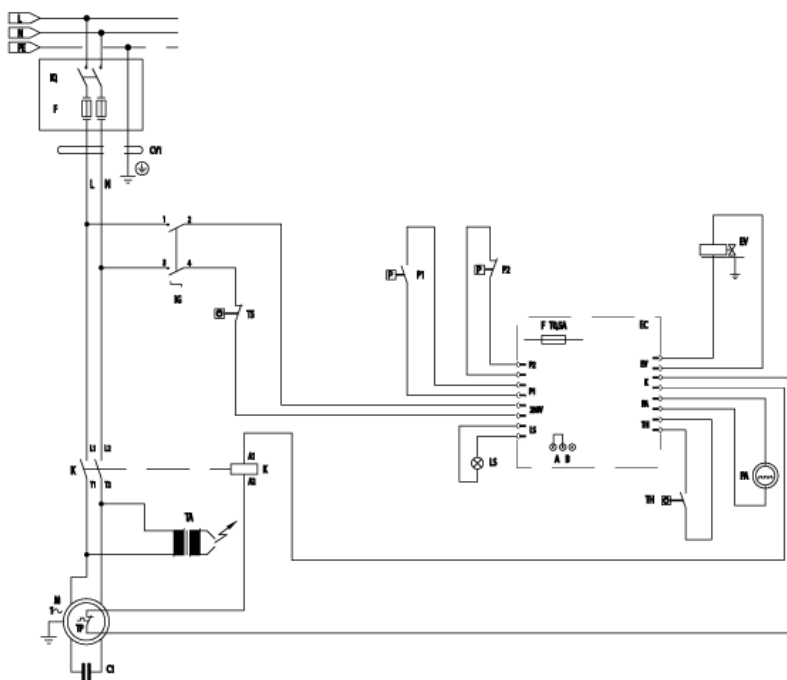 L
N
PE
IQ
F
CV1
L N
1 2
3 4
IG
TS
P P1
P P2
EV
F T0,5A
EC
P2
P1
230V
LS
EV
K
PA
TH
A B
LS
PA
TH
L1 L2
K
T1 T2
A1
K
A2
TA
M
1~
TP
C1